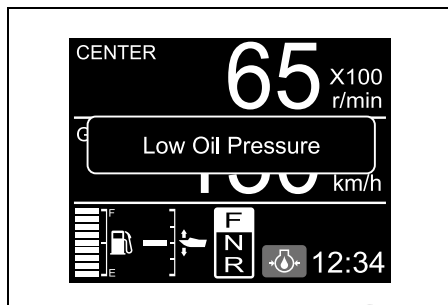 CENTER
65 X100
r/min
G
Low Oil Pressure
km/h
F
F
N
E
R
12:34